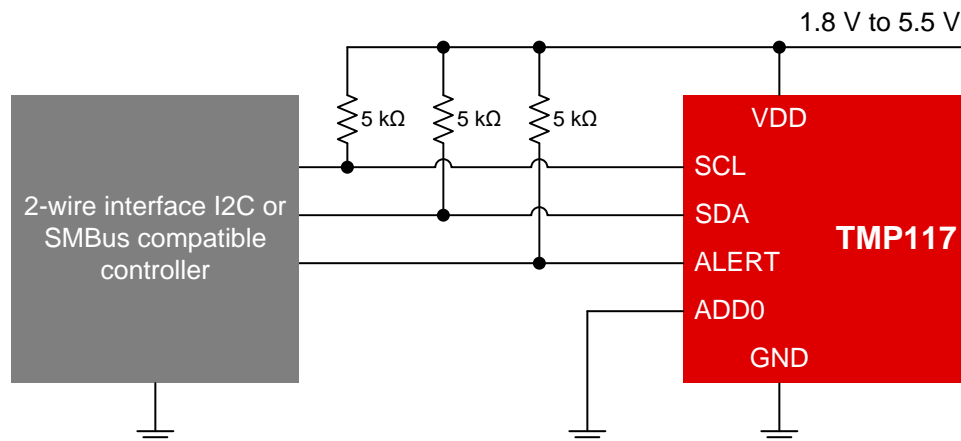 1.8 V to 5.5 V
5 kΩ
5 kΩ
5 kΩ
2-wire interface I2C or
SMBus compatible
controller
VDD
SCL
SDA
ALERT
ADD0
GND
TMP117